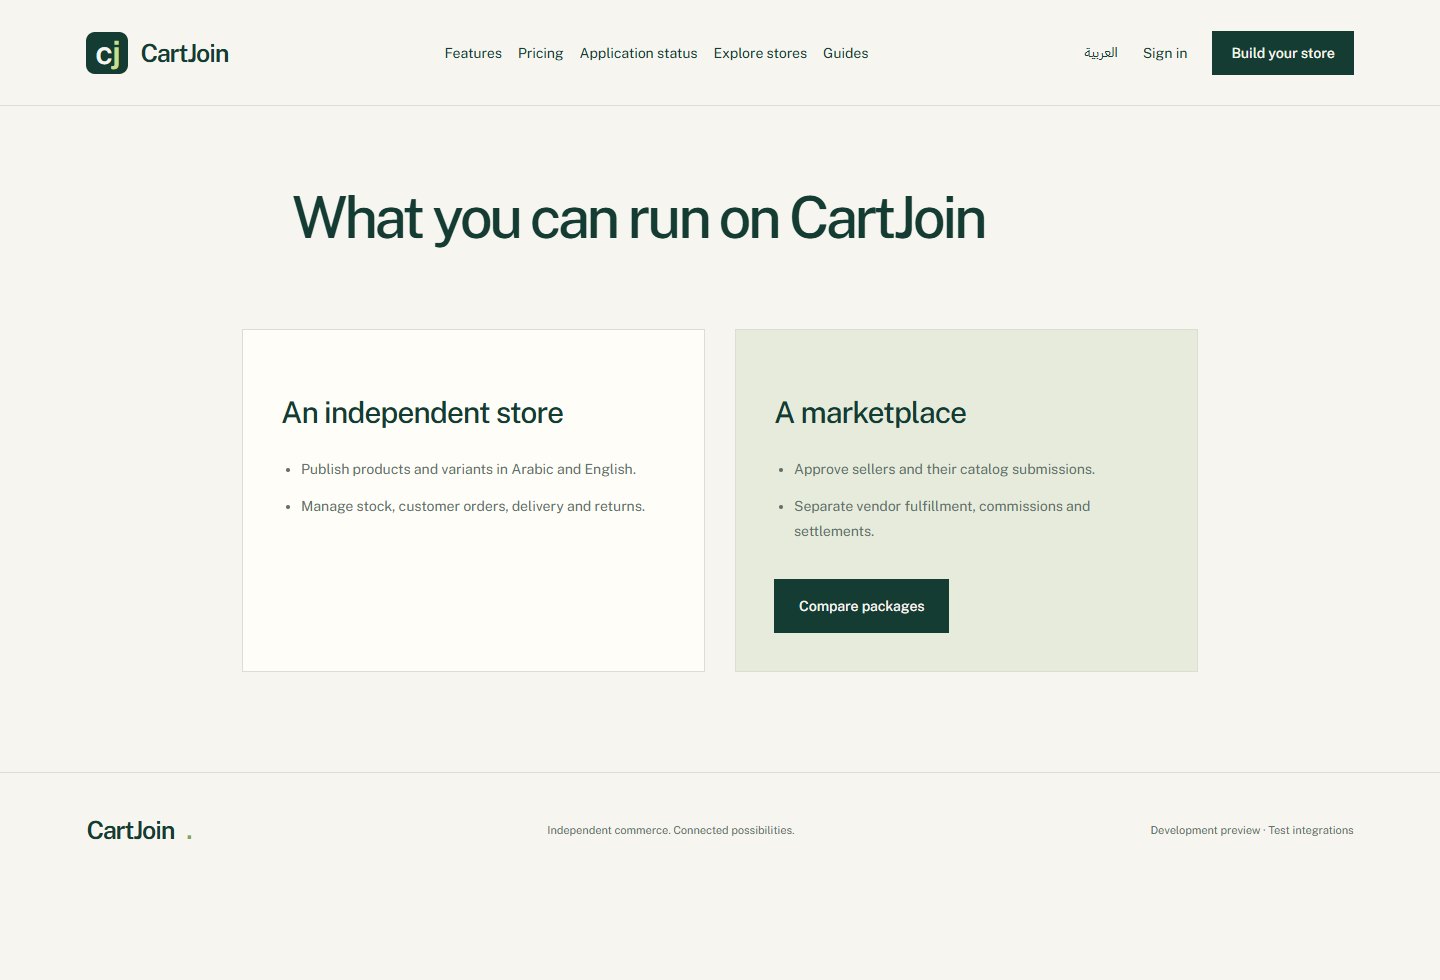 cj CartJoin
Features Pricing Application status Explore stores Guides
العربية Sign in Build your store
What you can run on CartJoin
An independent store
• Publish products and variants in Arabic and English.
• Manage stock, customer orders, delivery and returns.
A marketplace
• Approve sellers and their catalog submissions.
• Separate vendor fulfillment, commissions and
settlements.
Compare packages
CartJoin .
Independent commerce. Connected possibilities.
Development preview · Test integrations